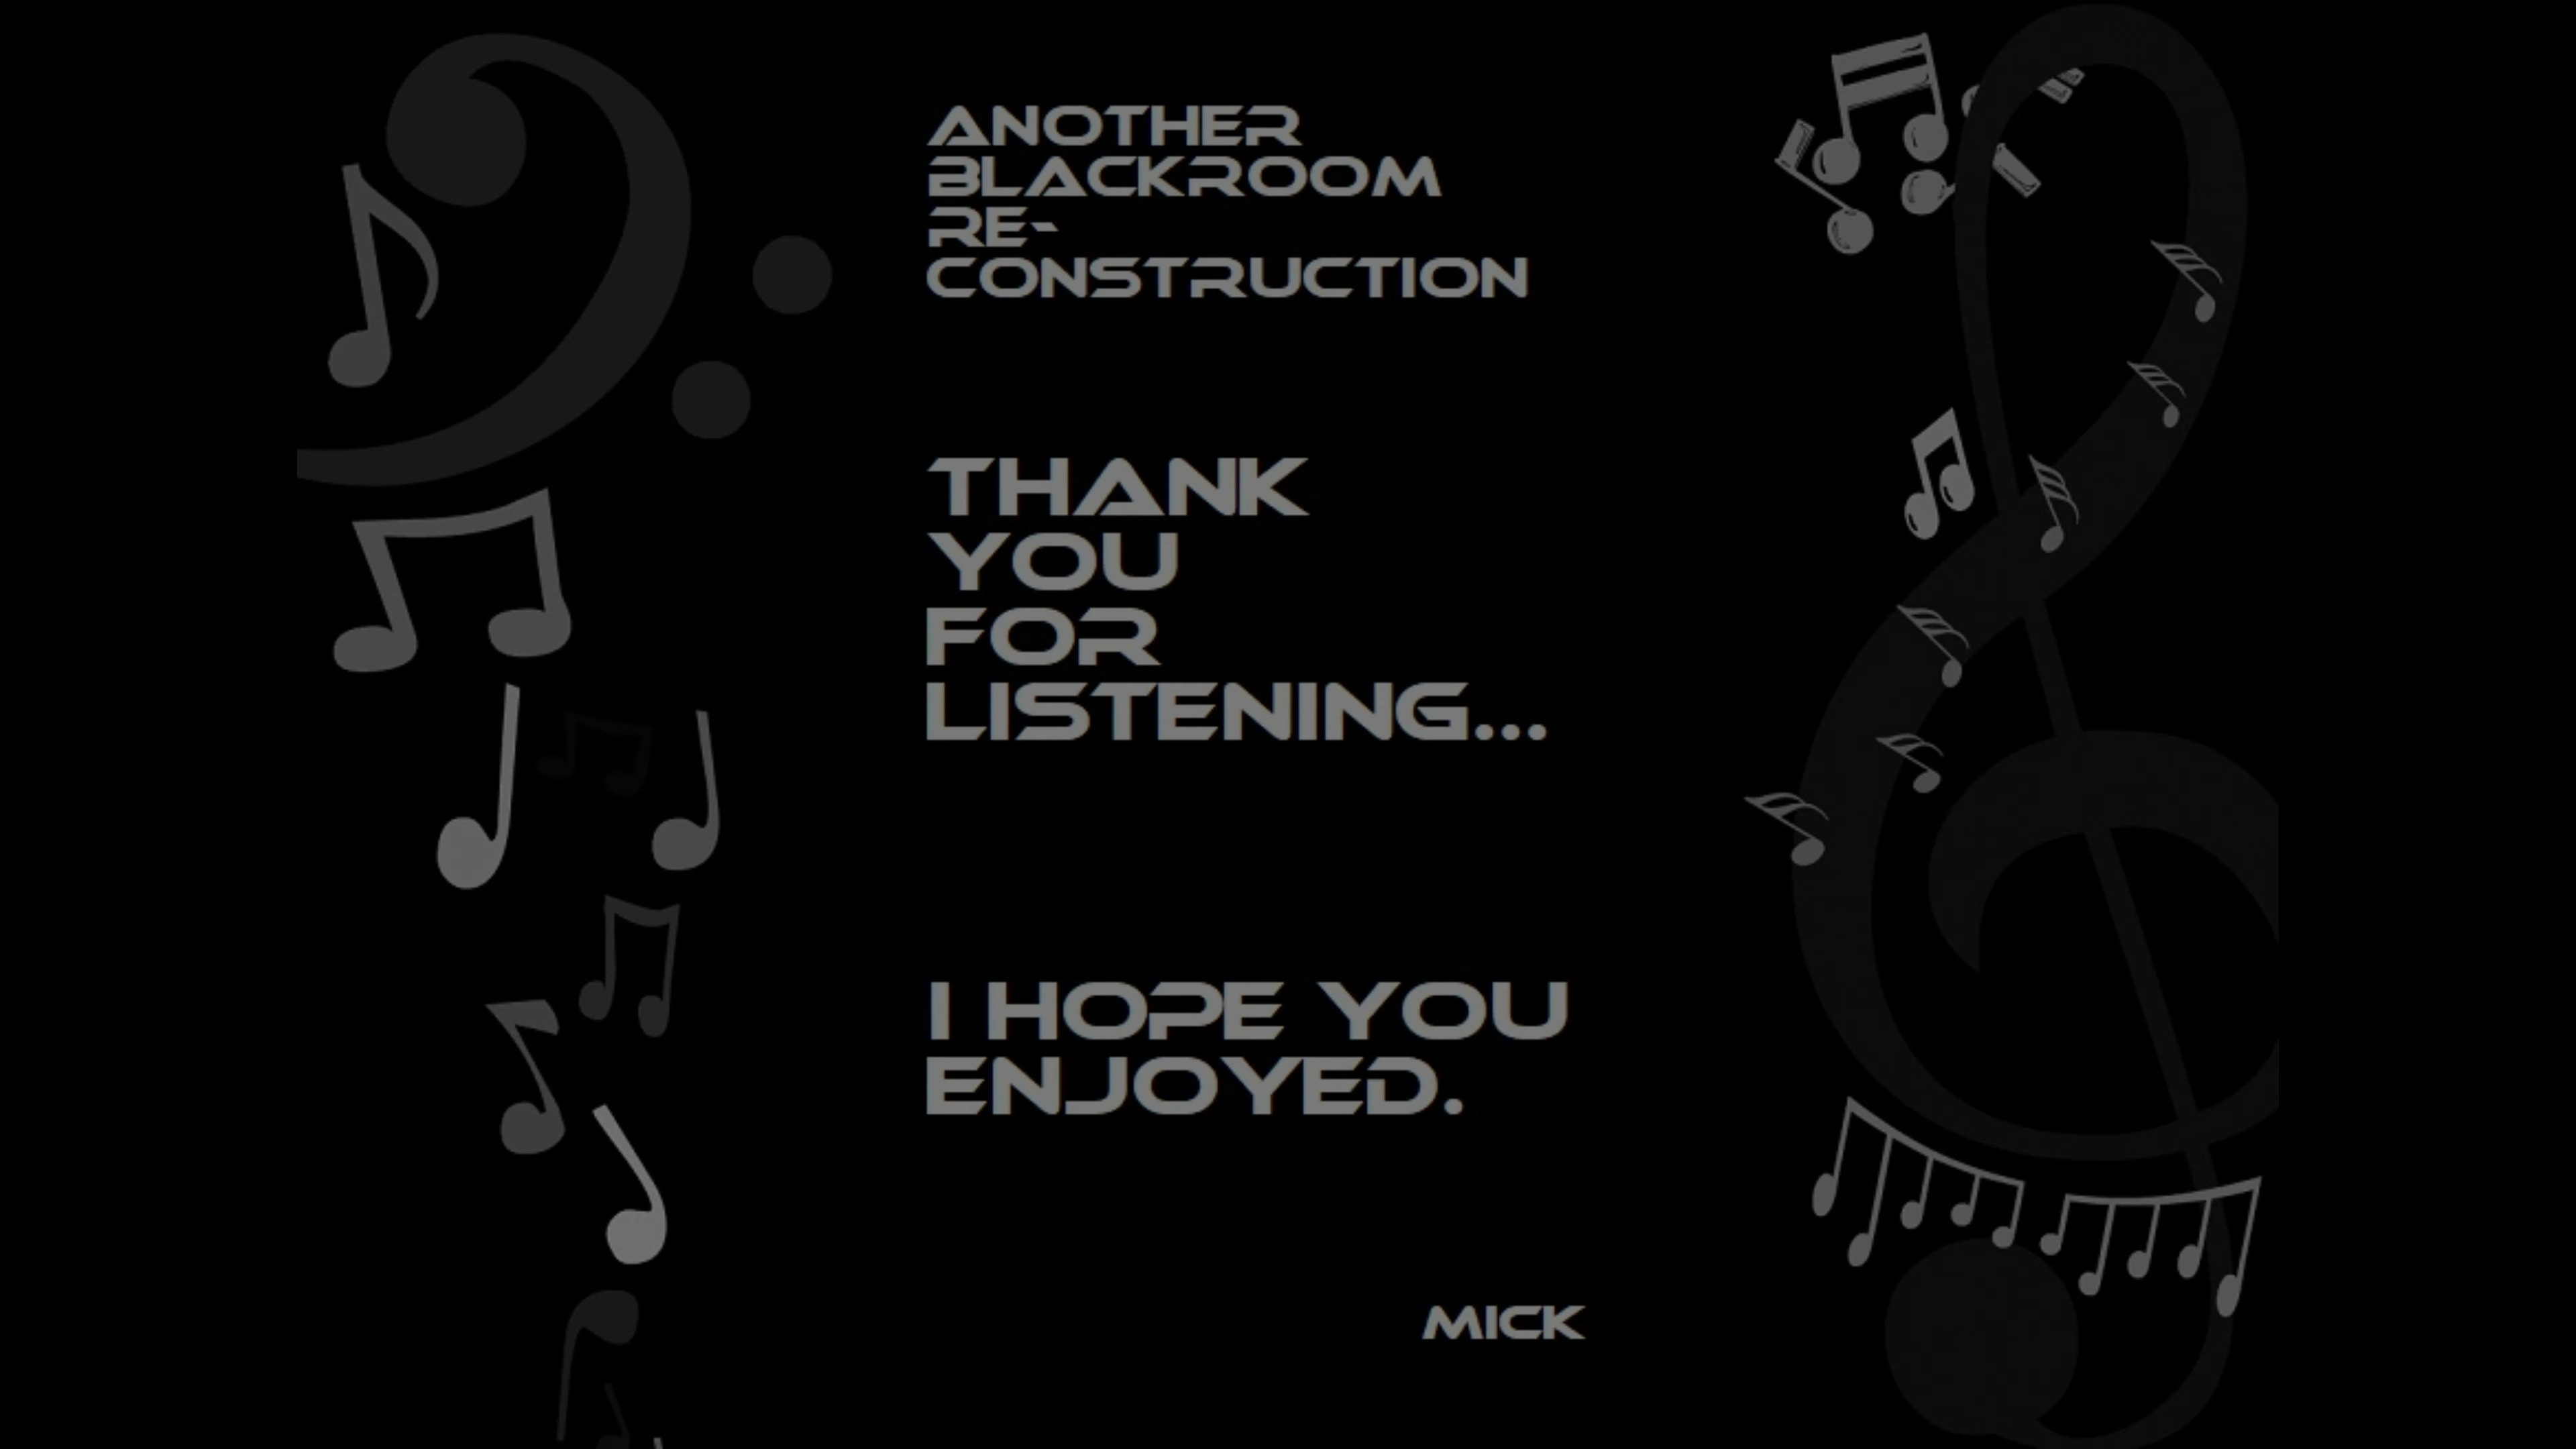 ANOTHER
BLACKROOM
RE-
CONSTRUCTION
THANK
YOU
FOR
LISTENING...
I HOPE YOU
ENJOYED.
MICK